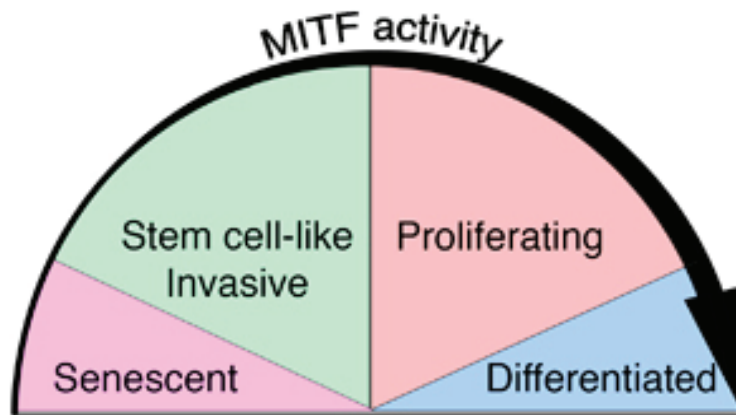 MITF activity
Stem cell-like
Invasive
Proliferating
Senescent
Differentiated